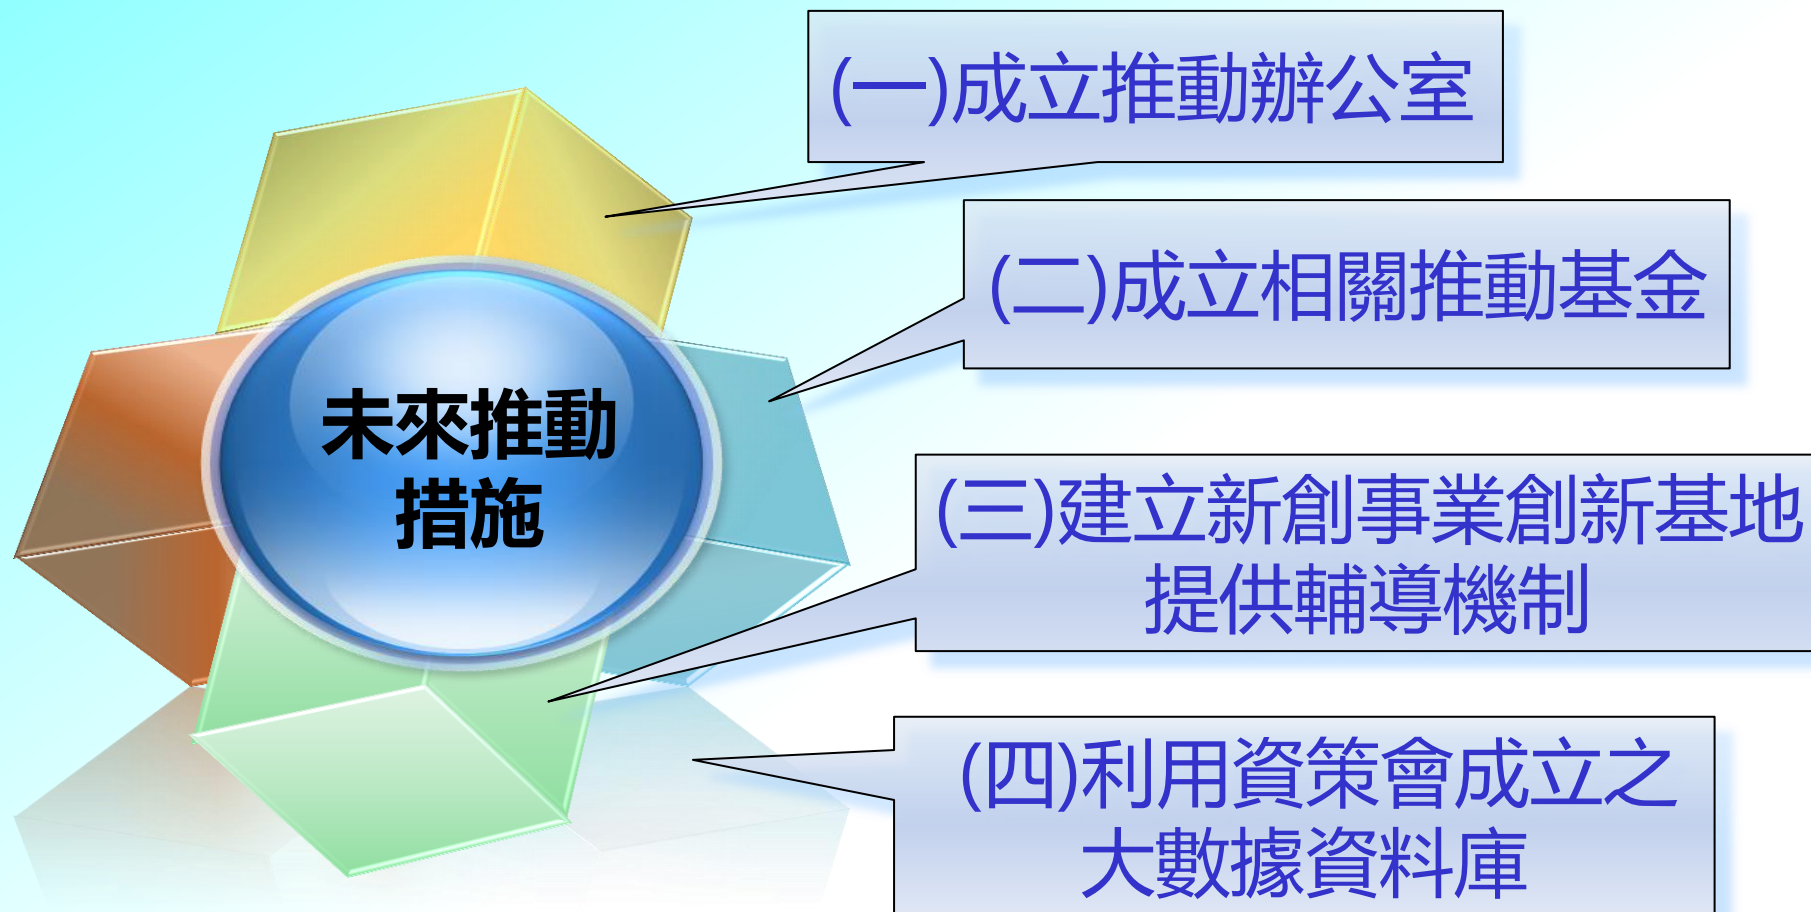 (一)成立推動辦公室
(二)成立相關推動基金
未來推動
措施
(三)建立新創事業創新基地
提供輔導機制
(四)利用資策會成立之
大數據資料庫